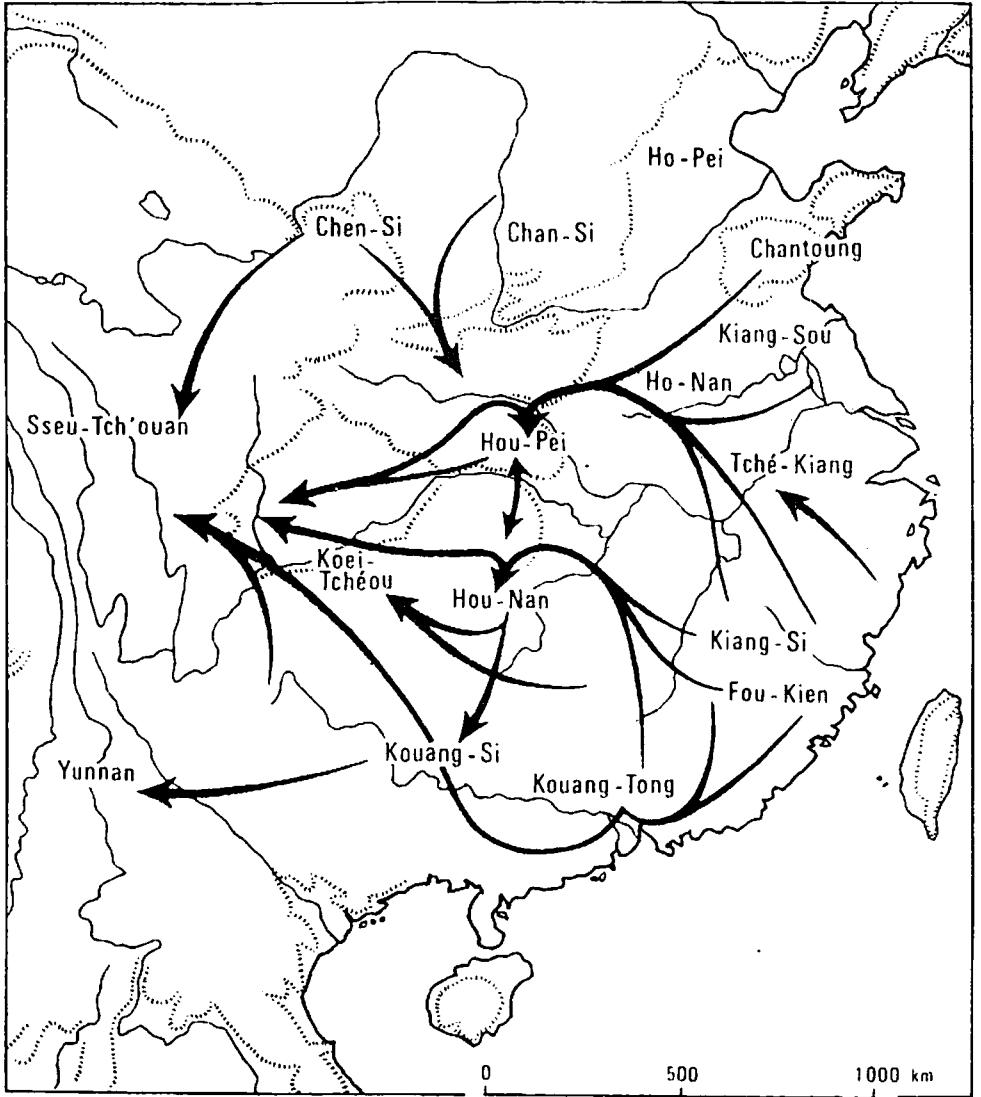 Ho-Pei
Chen-Si
Chan-Si
Chantoung
Kiang-Sou
Ho-Nan
Sseu-Tch'ouan
Hou-Pei
Tché-Kiang
Koei-
Tchéou
Hou-Nan
Kiang-Si
Fou-Kien
Kouang-Si
Yunnan
Kouang-Tong
0 500 1000 km